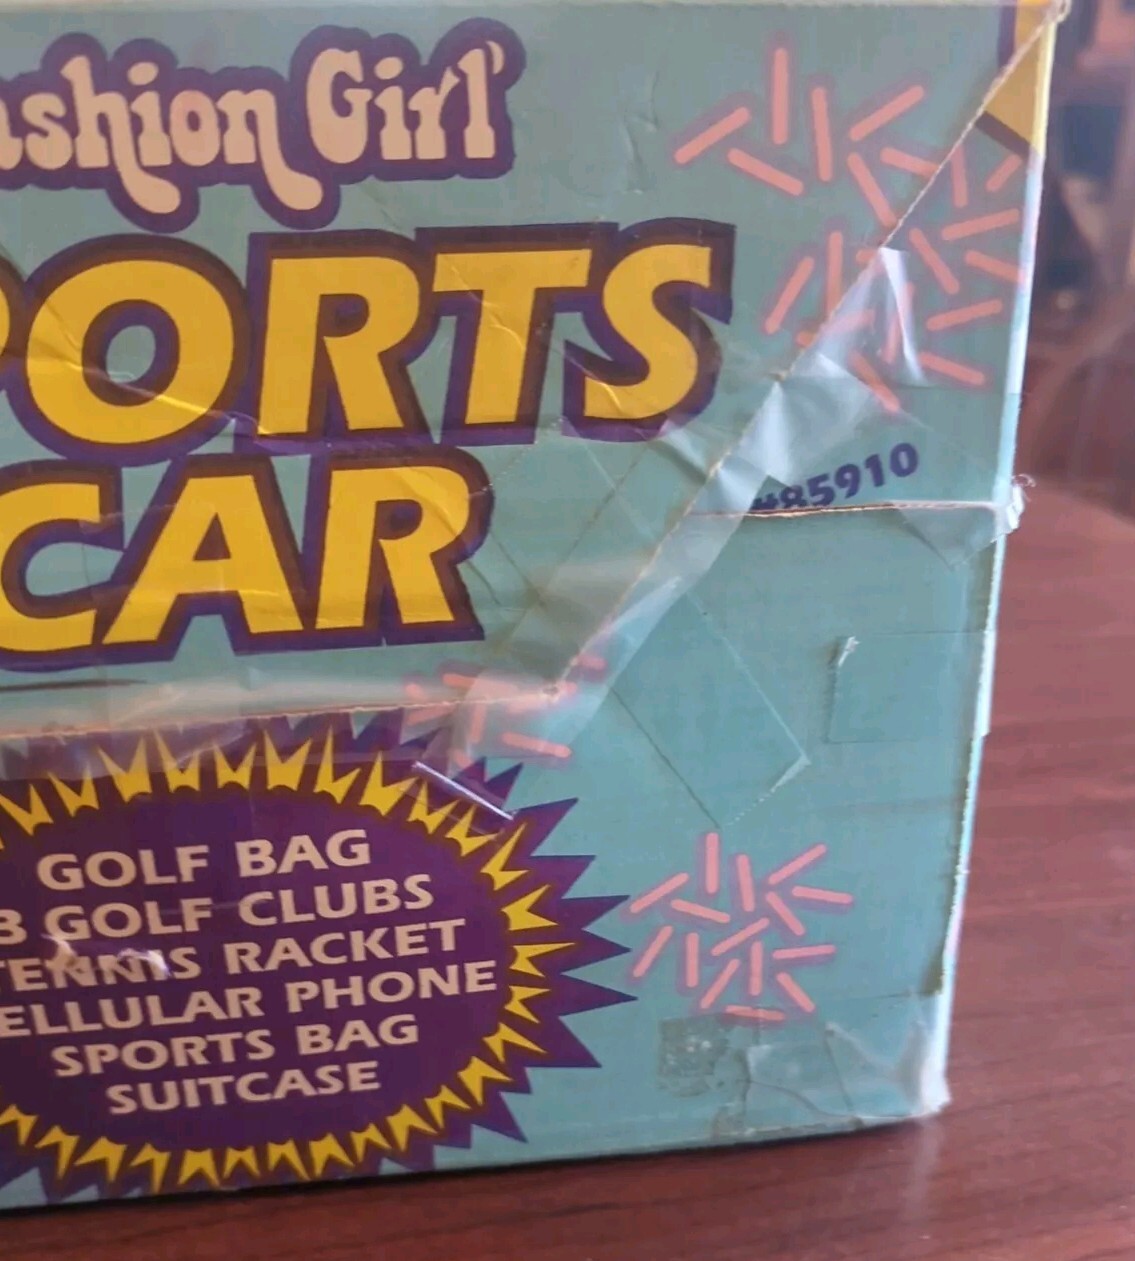 ashion Girl
PORTS
CAR
#85910
GOLF BAG
3 GOLF CLUBS
TENNIS RACKET
ELLULAR PHONE
SPORTS BAG
SUITCASE